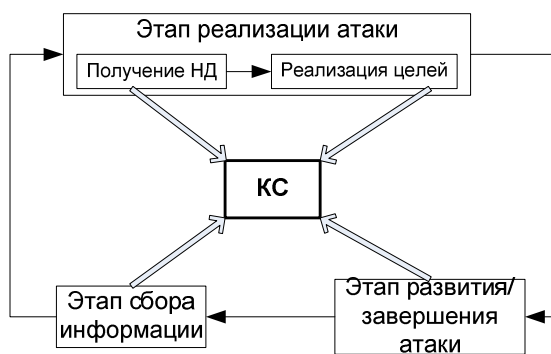 Этап реализации атаки
Получение НД
Реализация целей
КС
Этап сбора
информации
Этап развития/
завершения
атаки